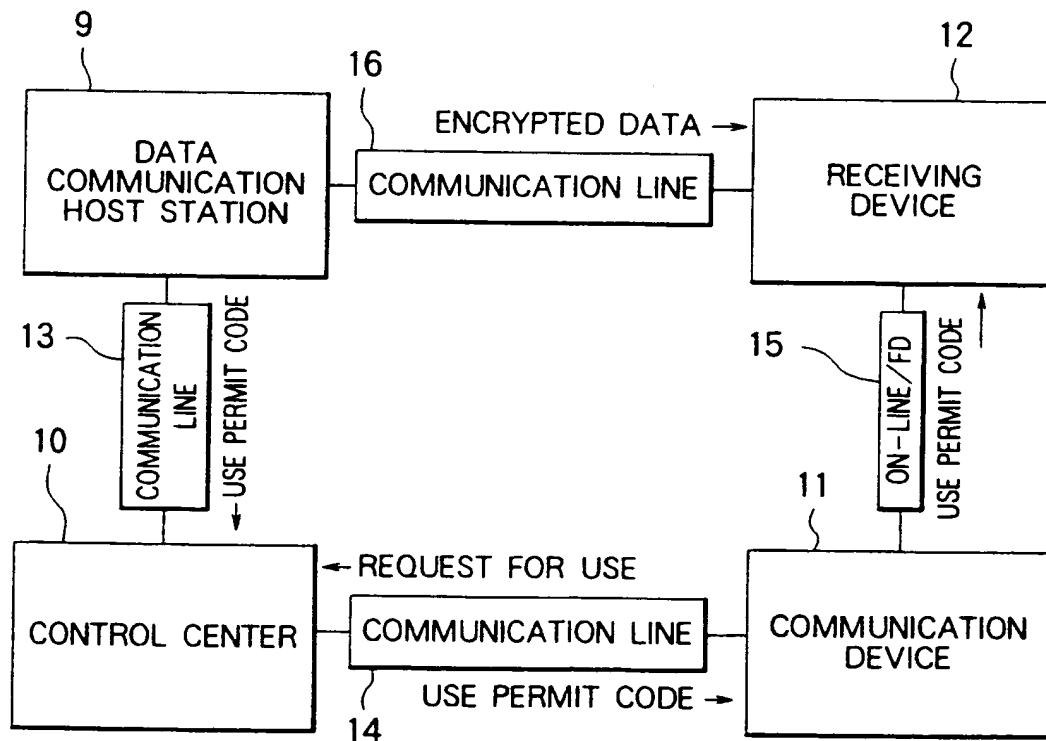 9
16
12
ENCRYPTED DATA →
DATA
COMMUNICATION
HOST STATION
COMMUNICATION LINE
RECEIVING
DEVICE
13
COMMUNICATION
LINE
USE PERMIT CODE
15
ON-LINE/FD
USE PERMIT CODE
10
11
← REQUEST FOR USE
CONTROL CENTER
COMMUNICATION LINE
COMMUNICATION
DEVICE
USE PERMIT CODE →
14